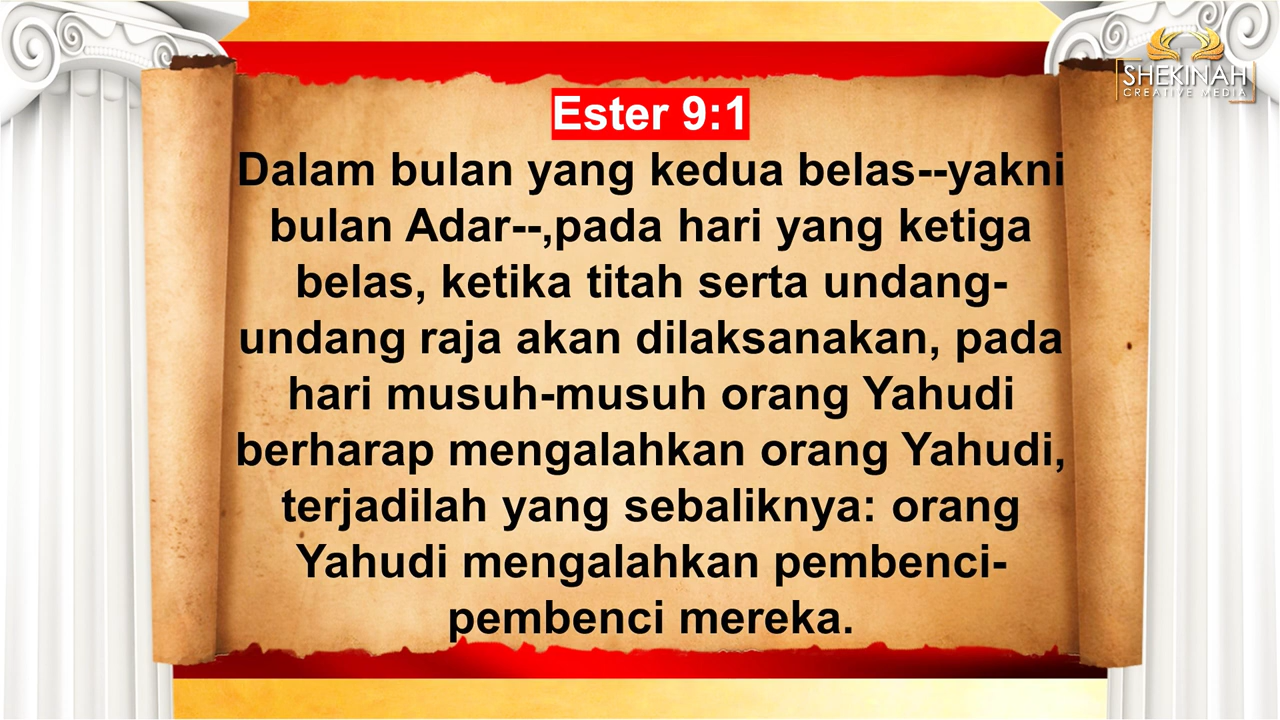 SHEKINAH
CREATIVE MEDIA
Ester 9:1
Dalam bulan yang kedua belas--yakni
bulan Adar--,pada hari yang ketiga
belas, ketika titah serta undang-
undang raja akan dilaksanakan, pada
hari musuh-musuh orang Yahudi
berharap mengalahkan orang Yahudi,
terjadilah yang sebaliknya: orang
Yahudi mengalahkan pembenci-
pembenci mereka.